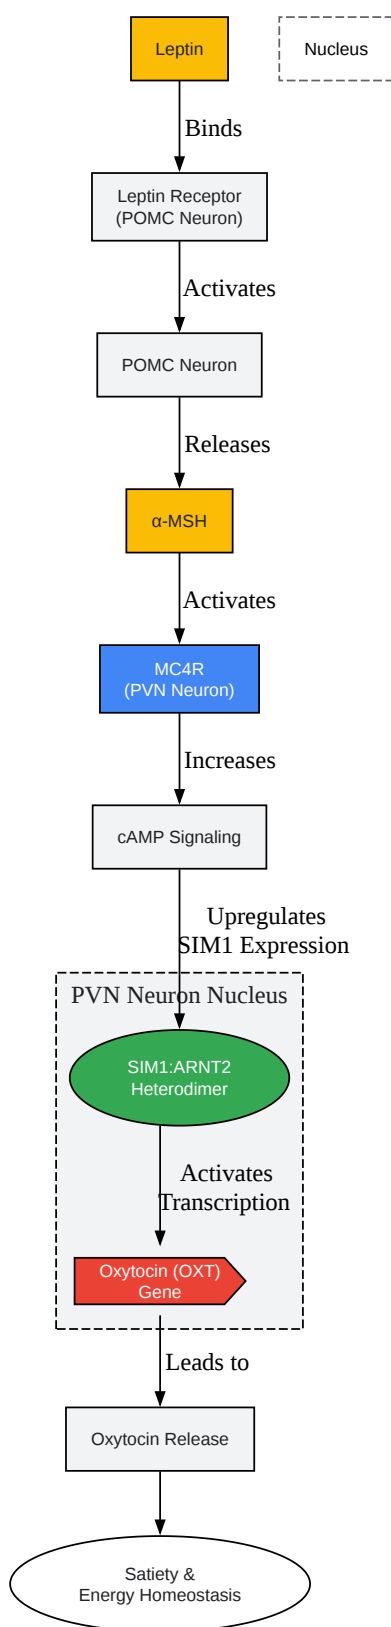 Leptin
Nucleus
Binds
Leptin Receptor
(POMC Neuron)
Activates
POMC Neuron
Releases
α-MSH
Activates
MC4R
(PVN Neuron)
Increases
cAMP Signaling
Upregulates
SIM1 Expression
PVN Neuron Nucleus
SIM1:ARNT2
Heterodimer
Activates
Transcription
Oxytocin (OXT)
Gene
Leads to
Oxytocin Release
Satiety &
Energy Homeostasis